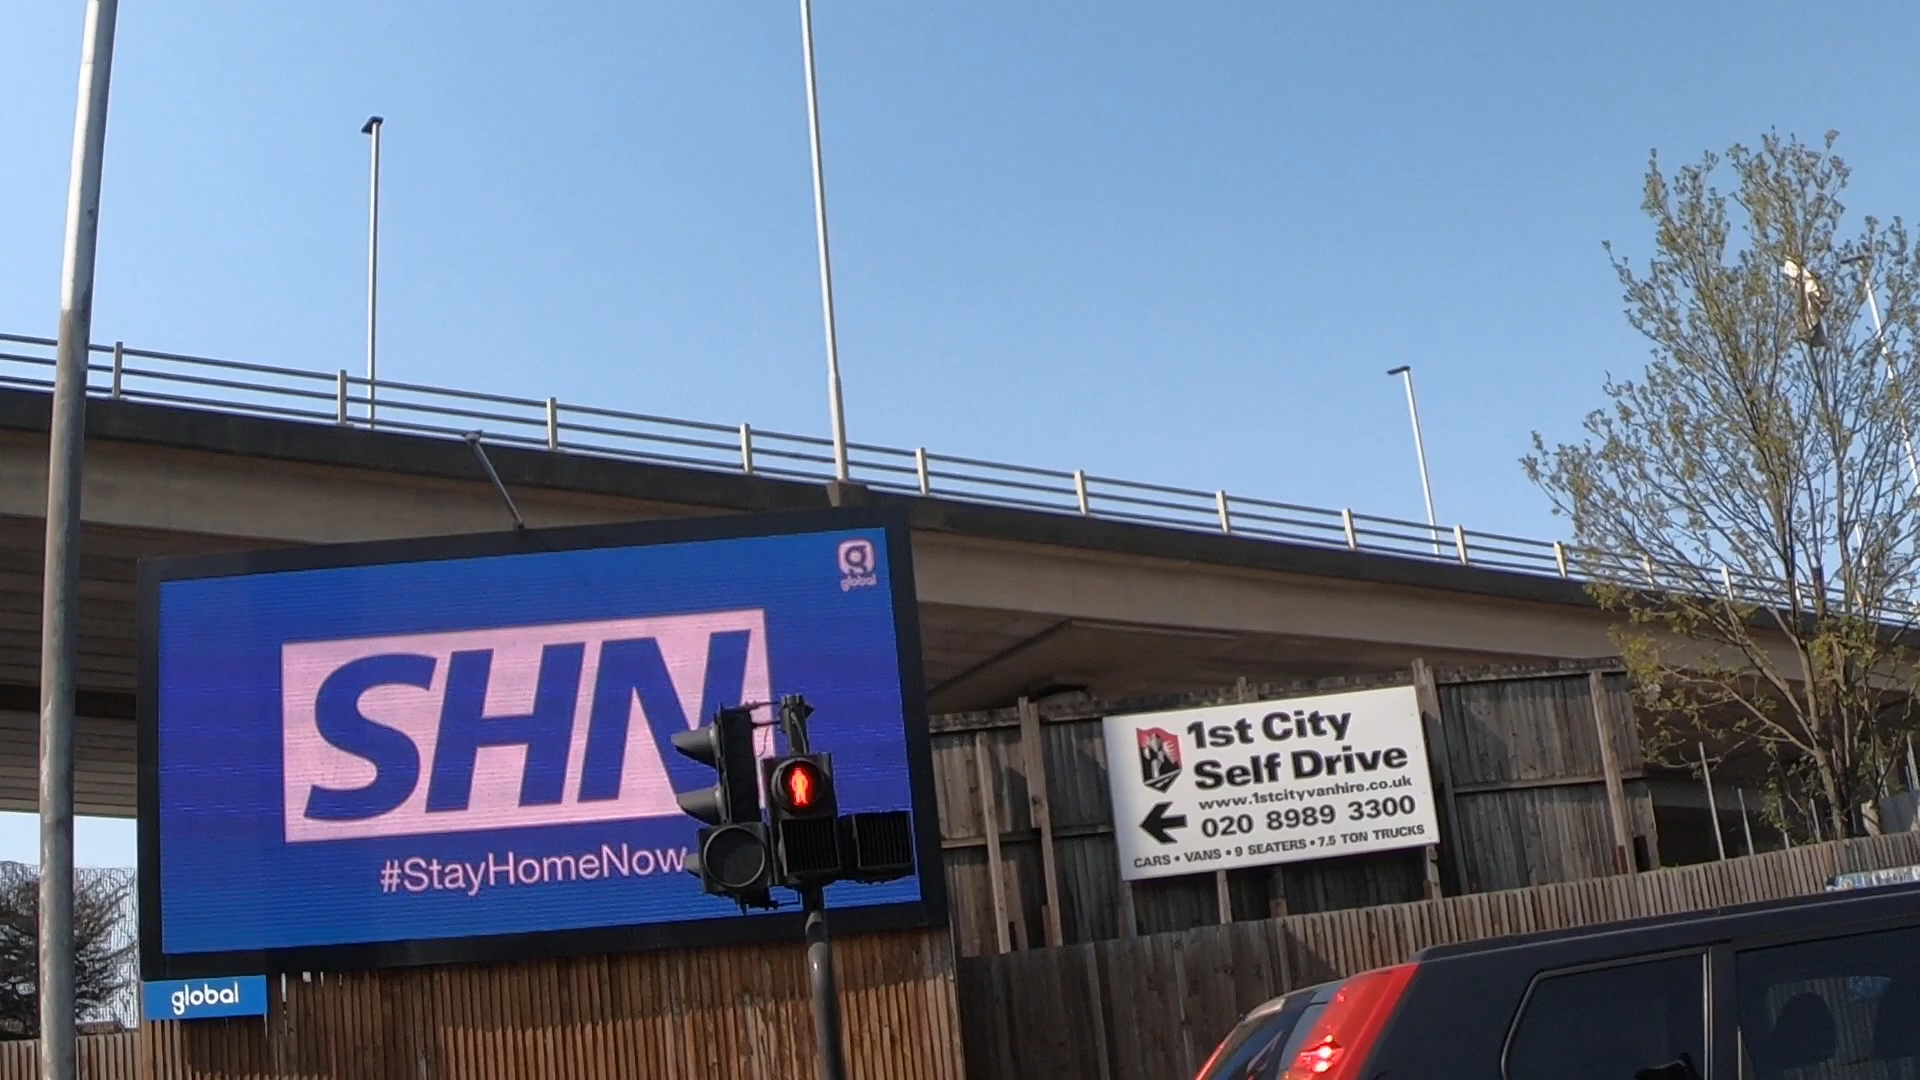 global
SHN
#StayHomeNow
global
1st City
Self Drive
www.1stcityvanhire.co.uk
020 8989 3300
CARS • VANS • 9 SEATERS • 7.5 TON TRUCKS